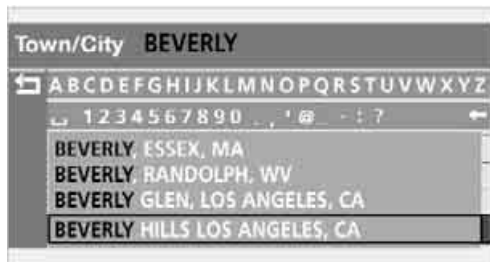 Town/City BEVERLY
ABCDEFGHIJKLMNOPQRSTUVWXYZ
1234567890.,'@_-:?
BEVERLY, ESSEX, MA
BEVERLY, RANDOLPH, WV
BEVERLY GLEN, LOS ANGELES, CA
BEVERLY HILLS LOS ANGELES, CA